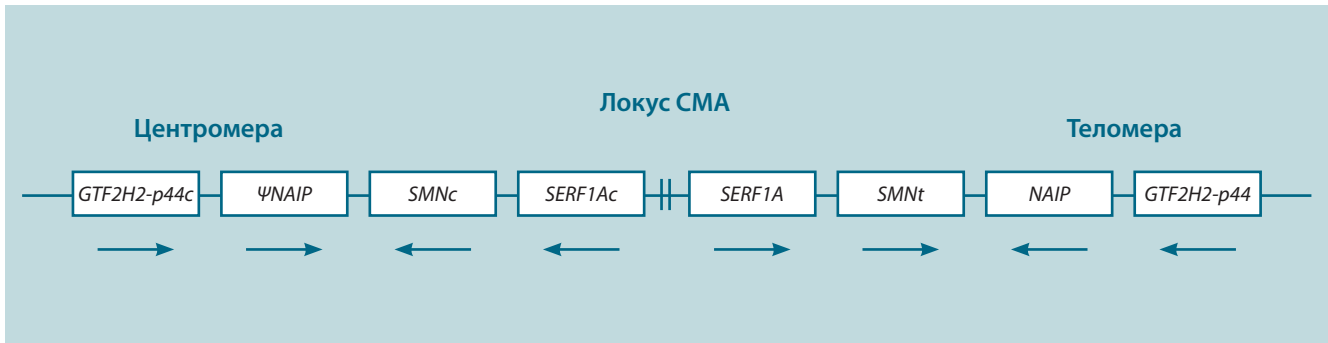 Локус СМА
Центромера
Теломера
GTF2H2-p44c
ΨNAIP
SMNc
SERF1Ac
SERF1A
SMNt
NAIP
GTF2H2-p44